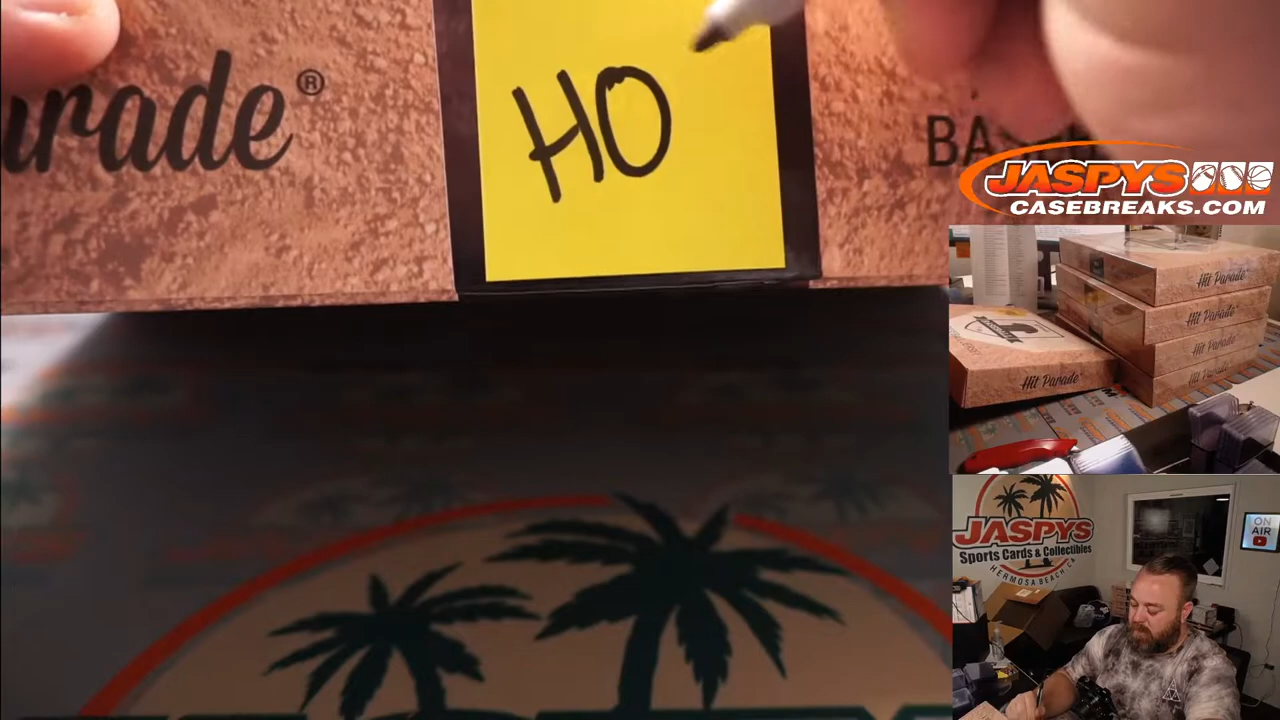 HO
arade®
BA
JASPYS
CASEBREAKS.COM
Hit Parade
Hit Parade
Hit Parade
Hit Parade
Hit Parade
JASPYS
Sports Cards & Collectibles
HERMOSA BEACH CA
ON
AIR